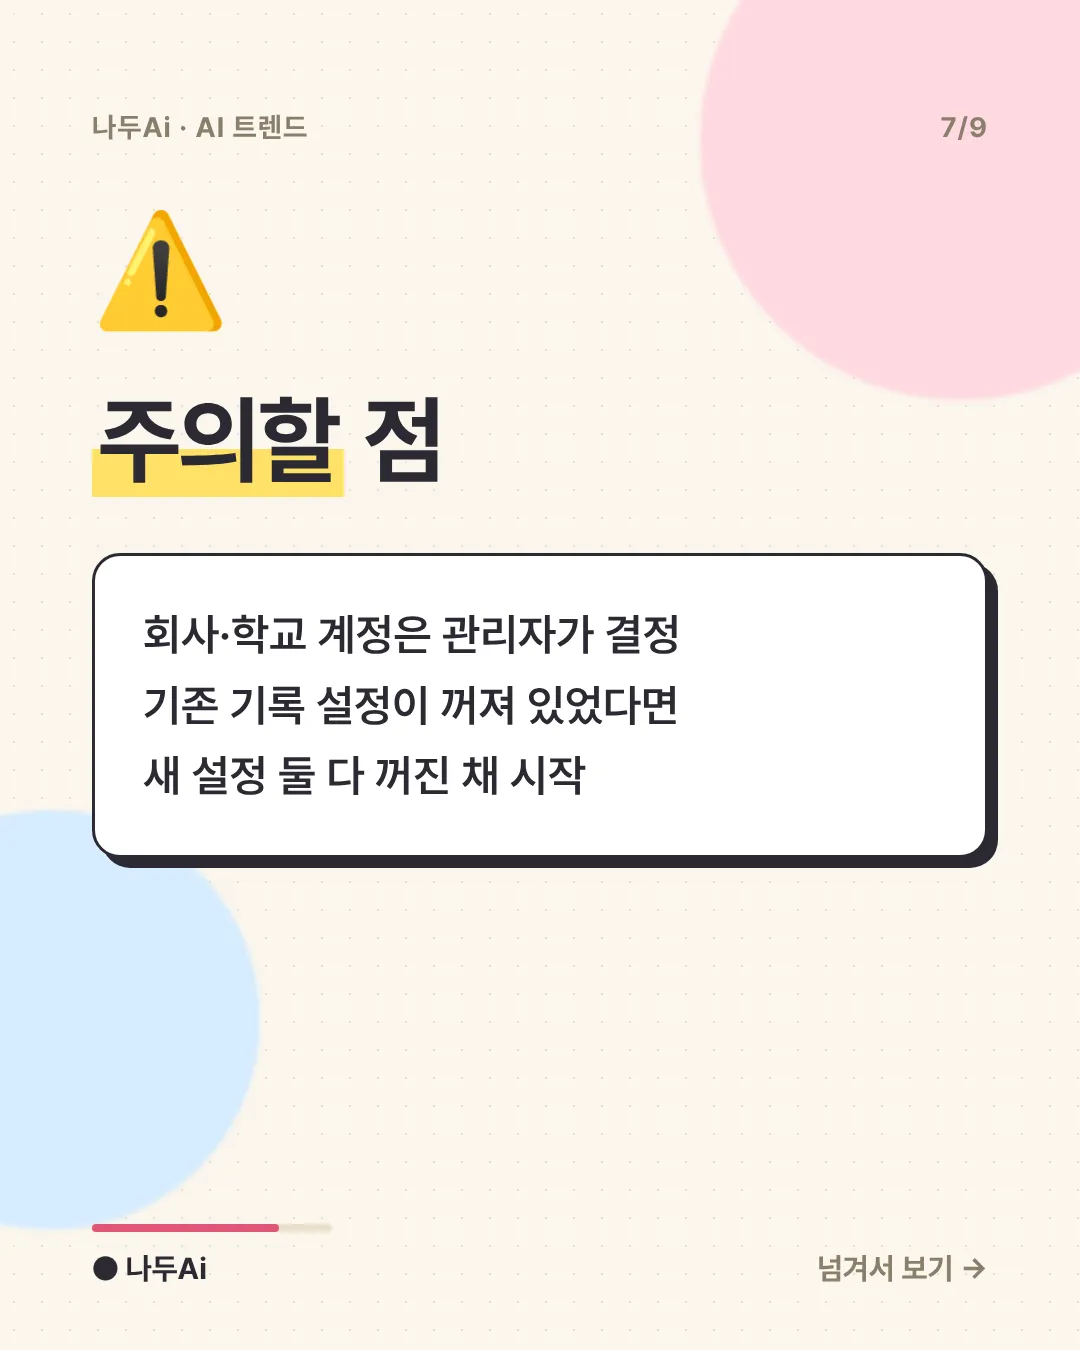 나두Ai · AI 트렌드
7/9
주의할 점
회사·학교 계정은 관리자가 결정
기존 기록 설정이 꺼져 있었다면
새 설정 둘 다 꺼진 채 시작
나두Ai
넘겨서 보기 →